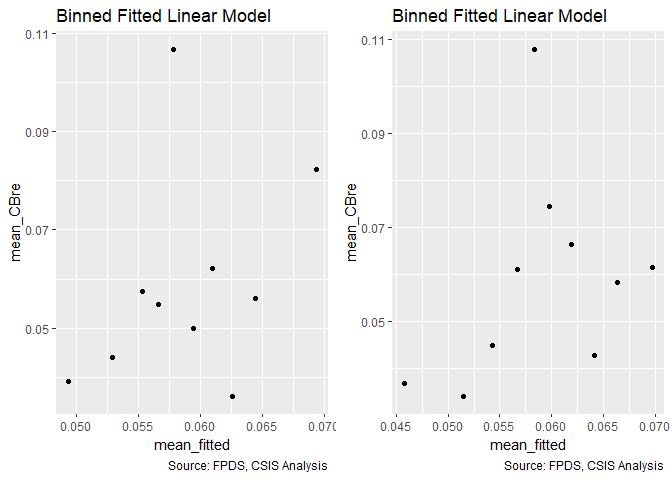 Binned Fitted Linear Model
0.11
0.09
0.07
0.05
mean_CBre
0.050
0.055
0.060
0.065
0.070
mean_fitted
Source: FPDS, CSIS Analysis
Binned Fitted Linear Model
0.11
0.09
0.07
0.05
mean_CBre
0.045
0.050
0.055
0.060
0.065
0.070
mean_fitted
Source: FPDS, CSIS Analysis